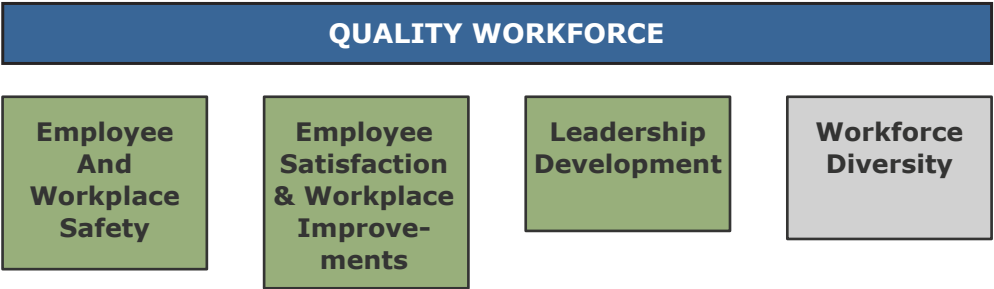 QUALITY WORKFORCE
Employee
And
Workplace
Safety
Employee
Satisfaction
& Workplace
Improve-
ments
Leadership
Development
Workforce
Diversity